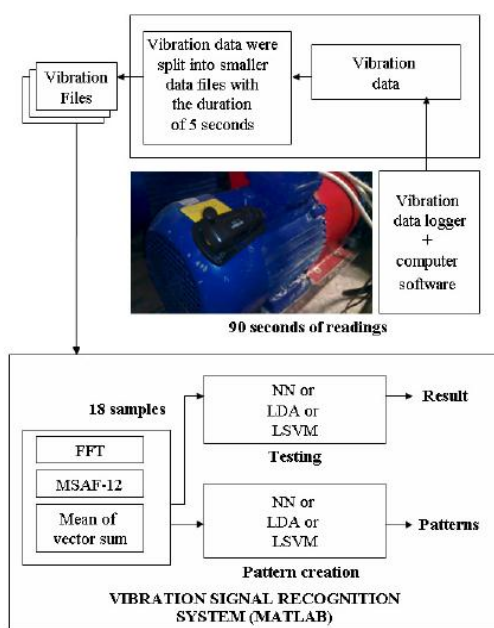 Vibration data were
split into smaller
data files with
the duration
of 5 seconds
Vibration
data
Vibration
Files
Vibration
data logger
+
computer
software
90 seconds of readings
18 samples
FFT
MSAF-12
Mean of
vector sum
NN or
LDA or
LSVM
Testing
Result
NN or
LDA or
LSVM
Pattern creation
Patterns
VIBRATION SIGNAL RECOGNITION
SYSTEM (MATLAB)